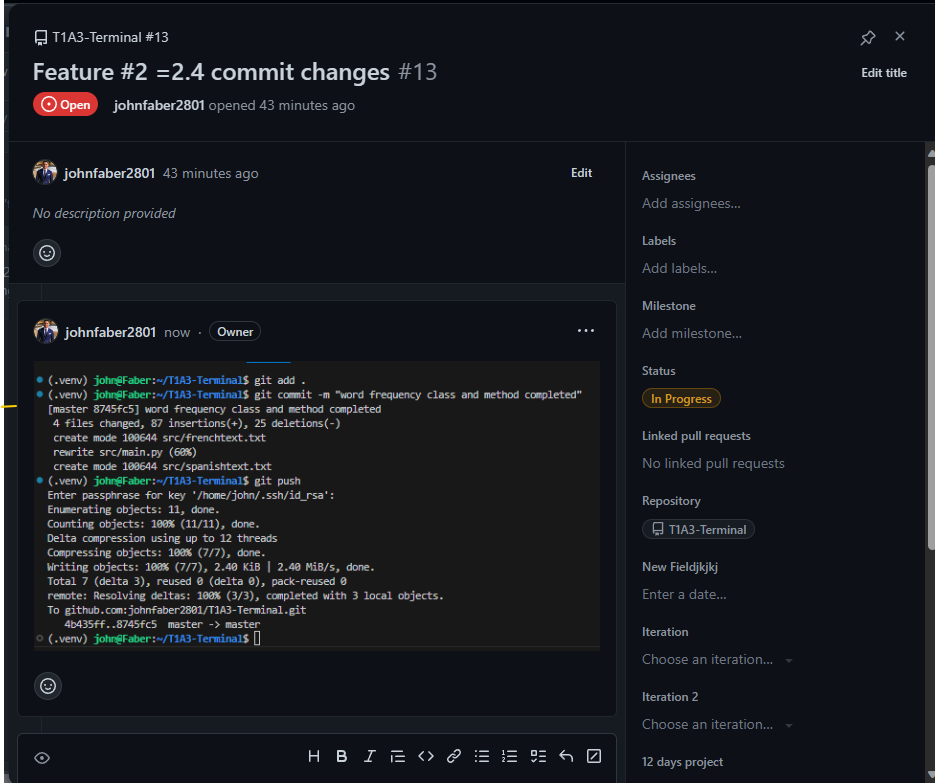 T1A3-Terminal #13
Feature #2 =2.4 commit changes #13
Edit title
Open
johnfaber2801 opened 43 minutes ago
johnfaber2801 43 minutes ago
Edit
No description provided
johnfaber2801 now · Owner
(.venv) john@Faber:~/T1A3-Terminal$ git add .
(.venv) john@Faber:~/T1A3-Terminal$ git commit -m "word frequency class and method completed"
[master 8745fc5] word frequency class and method completed
4 files changed, 87 insertions(+), 25 deletions(-)
create mode 100644 src/frenchtext.txt
rewrite src/main.py (60%)
create mode 100644 src/spanishtext.txt
(.venv) john@Faber:~/T1A3-Terminal$ git push
Enter passphrase for key '/home/john/.ssh/id_rsa':
Enumerating objects: 11, done.
Counting objects: 100% (11/11), done.
Delta compression using up to 12 threads
Compressing objects: 100% (7/7), done.
Writing objects: 100% (7/7), 2.40 KiB | 2.40 MiB/s, done.
Total 7 (delta 3), reused 0 (delta 0), pack-reused 0
remote: Resolving deltas: 100% (3/3), completed with 3 local objects.
To github.com:johnfaber2801/T1A3-Terminal.git
4b435ff..8745fc5 master -> master
(.venv) john@Faber:~/T1A3-Terminal$
Assignees
Add assignees...
Labels
Add labels...
Milestone
Add milestone...
Status
In Progress
Linked pull requests
No linked pull requests
Repository
T1A3-Terminal
New Fieldjkjkj
Enter a date...
Iteration
Choose an iteration...
Iteration 2
Choose an iteration...
12 days project